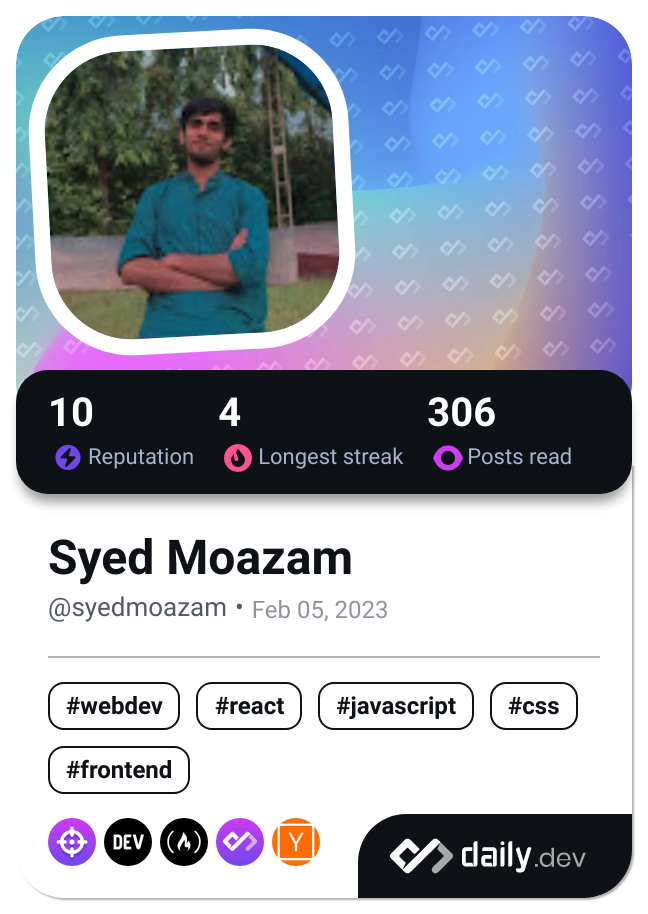 10 4 306
Reputation Longest streak Posts read
Syed Moazam
@syedmoazam • Feb 05, 2023
#webdev #react #javascript #css
#frontend
DEV Y daily.dev